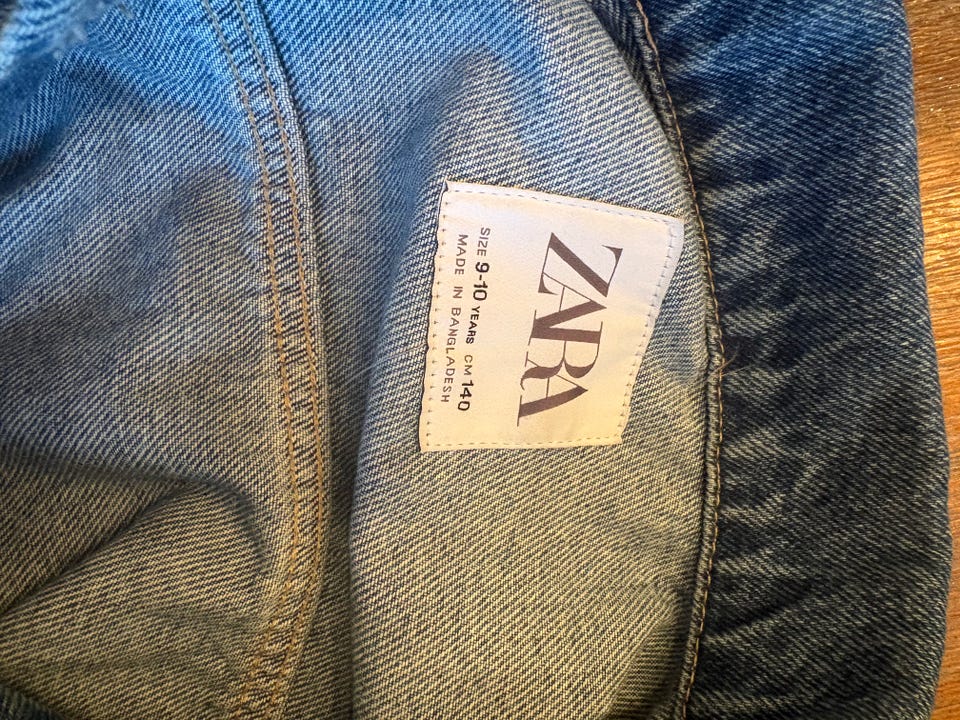 ZARA
SIZE 9-10 YEARS CM 140
MADE IN BANGLADESH